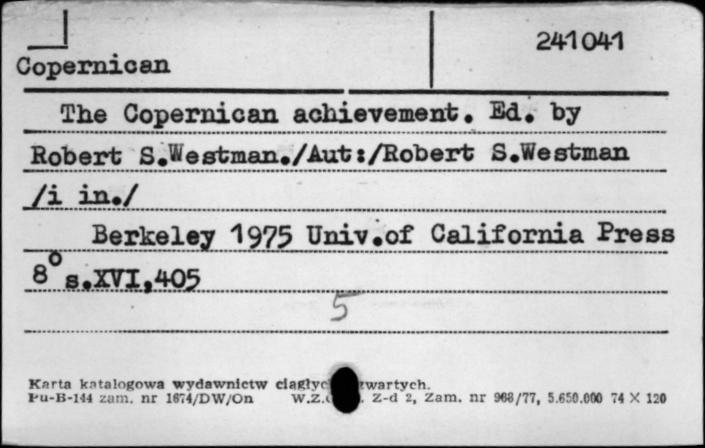 241041
Copernican
The Copernican achievement. Ed. by
Robert S.Westman./Aut:/Robert S.Westman
/i in./
Berkeley 1975 Univ.of California Press
8° s.XVI,405
5
Karta katalogowa wydawnictw ciągłyc twartych.
Pu-B-144 zam. nr 1674/DW/On W.Z. Z-d 2, Zam. nr 968/77, 5.650.000 74 X 120